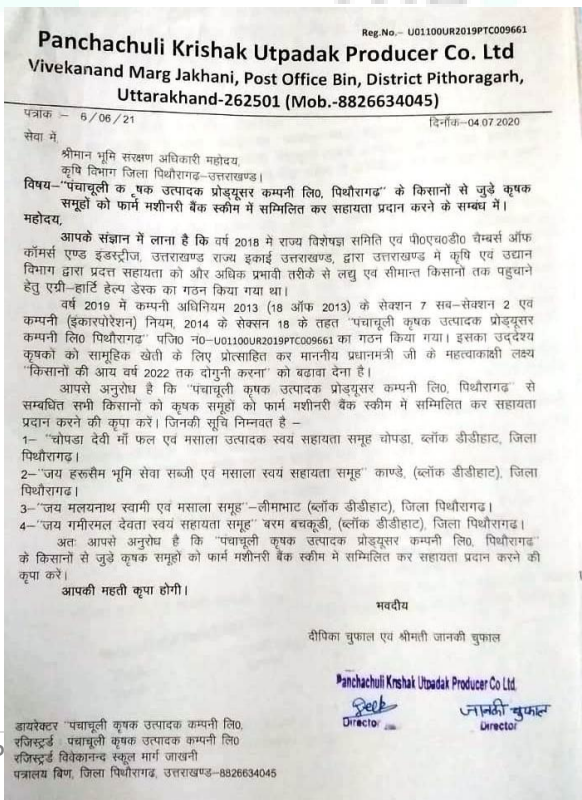 Reg.No.– U01100UR2019PTC009661
Panchachuli Krishak Utpadak Producer Co. Ltd
Vivekanand Marg Jakhani, Post Office Bin, District Pithoragarh,
Uttarakhand-262501 (Mob.-8826634045)
पत्रांक :– 6/06/21
दिनाँक–04.07 2020
सेवा में,
श्रीमान भूमि सरक्षण अधिकारी महोदय,
कृषि विभाग जिला पिथौरागढ–उत्तराखण्ड।
विषय–"पंचाचूली क ृषक उत्पादक प्रोड्यूसर कम्पनी लि0, पिथौरागढ" के किसानों से जुडे कृषक
समूहों को फार्म मशीनरी बैंक स्कीम में सम्मिलित कर सहायता प्रदान करने के सम्बंध में।
महोदय,
आपके संज्ञान में लाना है कि वर्ष 2018 में राज्य विशेषज्ञ समिति एवं पी0एच0डी0 चैम्बर्स ऑफ
कॉमर्स एण्ड इंडस्ट्रीज, उत्तराखण्ड राज्य इकाई उत्तराखण्ड, द्वारा उत्तराखण्ड में कृषि एवं उद्यान
विभाग द्वारा प्रदत्त सहायता को और अधिक प्रभावी तरीके से लद्यु एवं सीमान्त किसानों तक पहुचाने
हेतु एग्री–हार्टि हेल्प डेस्क का गठन किया गया था।
वर्ष 2019 में कम्पनी अधिनियम 2013 (18 ऑफ 2013) के सेक्शन 7 सब–सेक्शन 2 एवं
कम्पनी (इंकारपोरेशन) नियम, 2014 के सेक्सन 18 के तहत "पंचाचूली कृषक उत्पादक प्रोड्यूसर
कम्पनी लि0 पिथौरागढ" पजि0 न0–U01100UR2019PTC009661 का गठन किया गया। इसका उद्देश्य
कृषकों को सामूहिक खेती के लिए प्रोत्साहित कर माननीय प्रधानमत्री जी के महत्वाकाक्षी लक्ष्य
"किसानों की आय वर्ष 2022 तक दोगुनी करना" को बढावा देना है।
आपसे अनुरोध है कि "पंचाचूली कृषक उत्पादक प्रोड्यूसर कम्पनी लि0, पिथौरागढ" से
सम्बधित सभी किसानों को कृषक समूहों को फार्म मशीनरी बैंक स्कीम में सम्मिलित कर सहायता
प्रदान करने की कृपा करें। जिनकी सूचि निम्नवत है –
1– "चोपडा देवी माँ फल एवं मसाला उत्पादक स्वयं सहायता समूह चोपडा, ब्लॉक डीडीहाट, जिला
पिथौरागढ।
2–"जय हरूसैम भूमि सेवा सब्जी एवं मसाला स्वयं सहायता समूह" काण्डे, (ब्लॉक डीडीहाट), जिला
पिथौरागढ।
3–"जय मलयनाथ स्वामी एवं मसाला समूह"–लीमाभाट (ब्लॉक डीडीहाट), जिला पिथौरागढ।
4–"जय गमीरमल देवता स्वयं सहायता समूह" बरम बचकूडी, (ब्लॉक डीडीहाट), जिला पिथौरागढ।
अतः आपसे अनुरोध है कि "पंचाचूली कृषक उत्पादक प्रोड्यूसर कम्पनी लि0, पिथौरागढ"
के किसानों से जुडे कृषक समूहों को फार्म मशीनरी बैंक स्कीम में सम्मिलित कर सहायता प्रदान करने की
कृपा करें।
आपकी महती कृपा होगी।
भवदीय
दीपिका चुफाल एवं श्रीमती जानकी चुफाल
Panchachuli Krishak Utpadak Producer Co Ltd.
जानकी चुफाल
Director
Director
डायरेक्टर "पंचाचूली कृषक उत्पादक कम्पनी लि0,
रजिस्ट्रर्ड : पंचाचूली कृषक उत्पादक कम्पनी लि0
रजिस्ट्रर्ड विवेकानन्द स्कूल मार्ग जाखनी
पत्रालय बिण, जिला पिथौरागढ, उत्तराखण्ड–8826634045